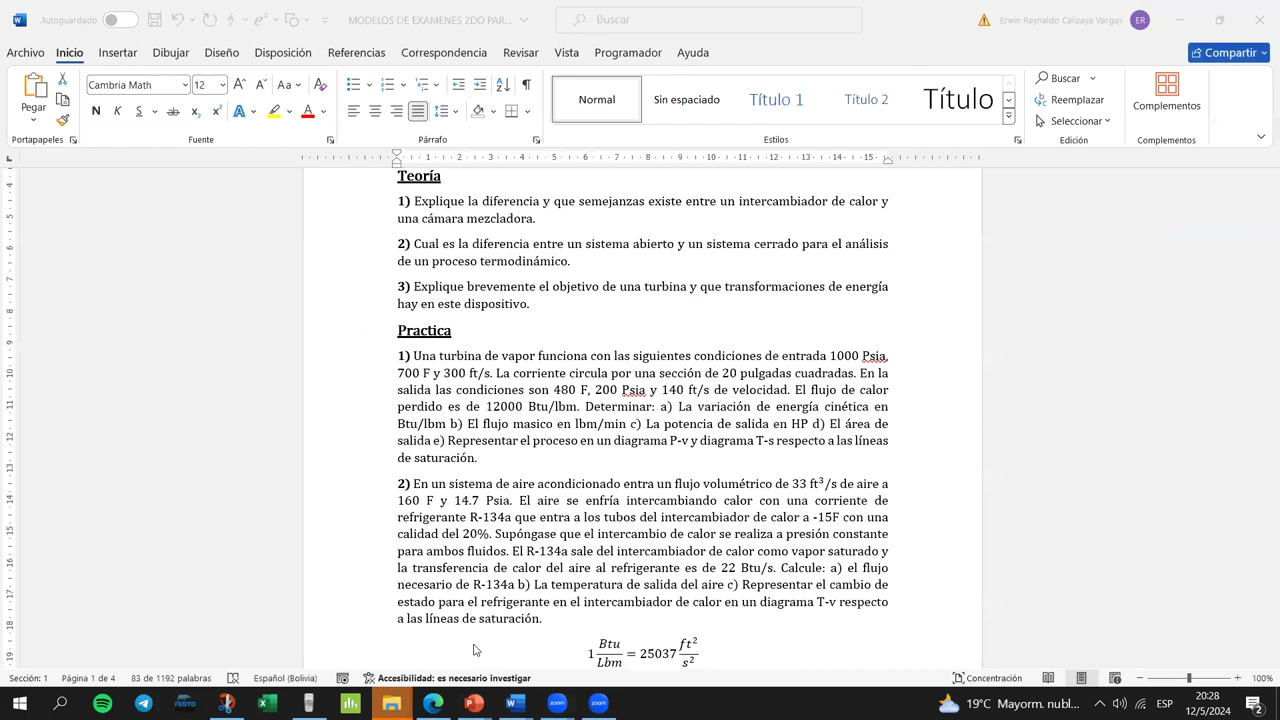 Autoguardado
MODELOS DE EXAMENES 2DO PAR...
Buscar
Erwin Reynaldo Calizaya Vargas
ER
Archivo Inicio Insertar Dibujar Diseño Disposición Referencias Correspondencia Revisar Vista Programador Ayuda
Compartir
Pegar
Cambria Math
12
Normal
Sin espaciado
Título 1
Título 2
Título
Buscar
Reemplazar
Seleccionar
Complementos
Portapapeles
Fuente
Párrafo
Estilos
Edición
Complementos
1 2 3 4 5 6 7 8 9 10 11 12 13 14 15
Teoría
1) Explique la diferencia y que semejanzas existe entre un intercambiador de calor y
una cámara mezcladora.
2) Cual es la diferencia entre un sistema abierto y un sistema cerrado para el análisis
de un proceso termodinámico.
3) Explique brevemente el objetivo de una turbina y que transformaciones de energía
hay en este dispositivo.
Practica
1) Una turbina de vapor funciona con las siguientes condiciones de entrada 1000 Psia,
700 F y 300 ft/s. La corriente circula por una sección de 20 pulgadas cuadradas. En la
salida las condiciones son 480 F, 200 Psia y 140 ft/s de velocidad. El flujo de calor
perdido es de 12000 Btu/lbm. Determinar: a) La variación de energía cinética en
Btu/lbm b) El flujo masico en lbm/min c) La potencia de salida en HP d) El área de
salida e) Representar el proceso en un diagrama P-v y diagrama T-s respecto a las líneas
de saturación.
2) En un sistema de aire acondicionado entra un flujo volumétrico de 33 ft³/s de aire a
160 F y 14.7 Psia. El aire se enfría intercambiando calor con una corriente de
refrigerante R-134a que entra a los tubos del intercambiador de calor a -15F con una
calidad del 20%. Supóngase que el intercambio de calor se realiza a presión constante
para ambos fluidos. El R-134a sale del intercambiador de calor como vapor saturado y
la transferencia de calor del aire al refrigerante es de 22 Btu/s. Calcule: a) el flujo
necesario de R-134a b) La temperatura de salida del aire c) Representar el cambio de
estado para el refrigerante en el intercambiador de calor en un diagrama T-v respecto
a las líneas de saturación.
1 Btu/Lbm = 25037 ft²/s²
Sección: 1 Página 1 de 4 83 de 1192 palabras Español (Bolivia) Accesibilidad: es necesario investigar Concentración 100%
19°C Mayorm. nubl... ESP 20:28
12/5/2024